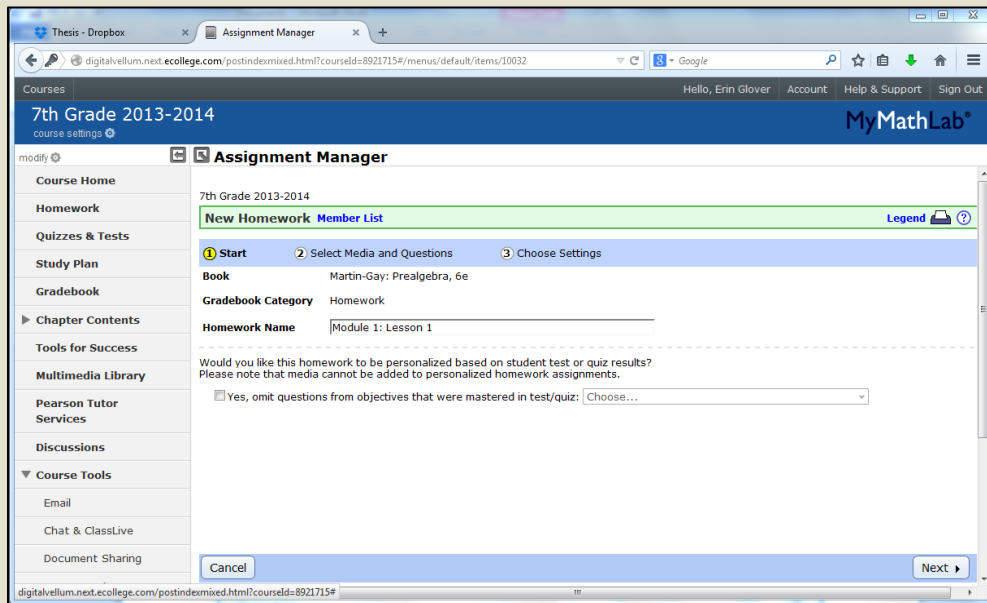 Thesis - Dropbox
Assignment Manager
digitalvellum.next.ecollege.com/postindexmixed.html?courseId=8921715#/menus/default/items/10032
Google
Courses
Hello, Erin Glover Account Help & Support Sign Out
7th Grade 2013-2014
course settings
MyMathLab®
modify
Assignment Manager
Course Home
Homework
Quizzes & Tests
Study Plan
Gradebook
Chapter Contents
Tools for Success
Multimedia Library
Pearson Tutor
Services
Discussions
Course Tools
Email
Chat & ClassLive
Document Sharing
7th Grade 2013-2014
New Homework Member List
Legend
1 Start 2 Select Media and Questions 3 Choose Settings
Book Martin-Gay: Prealgebra, 6e
Gradebook Category Homework
Homework Name Module 1: Lesson 1
Would you like this homework to be personalized based on student test or quiz results?
Please note that media cannot be added to personalized homework assignments.
Yes, omit questions from objectives that were mastered in test/quiz: Choose...
Cancel
Next
digitalvellum.next.ecollege.com/postindexmixed.html?courseId=8921715#